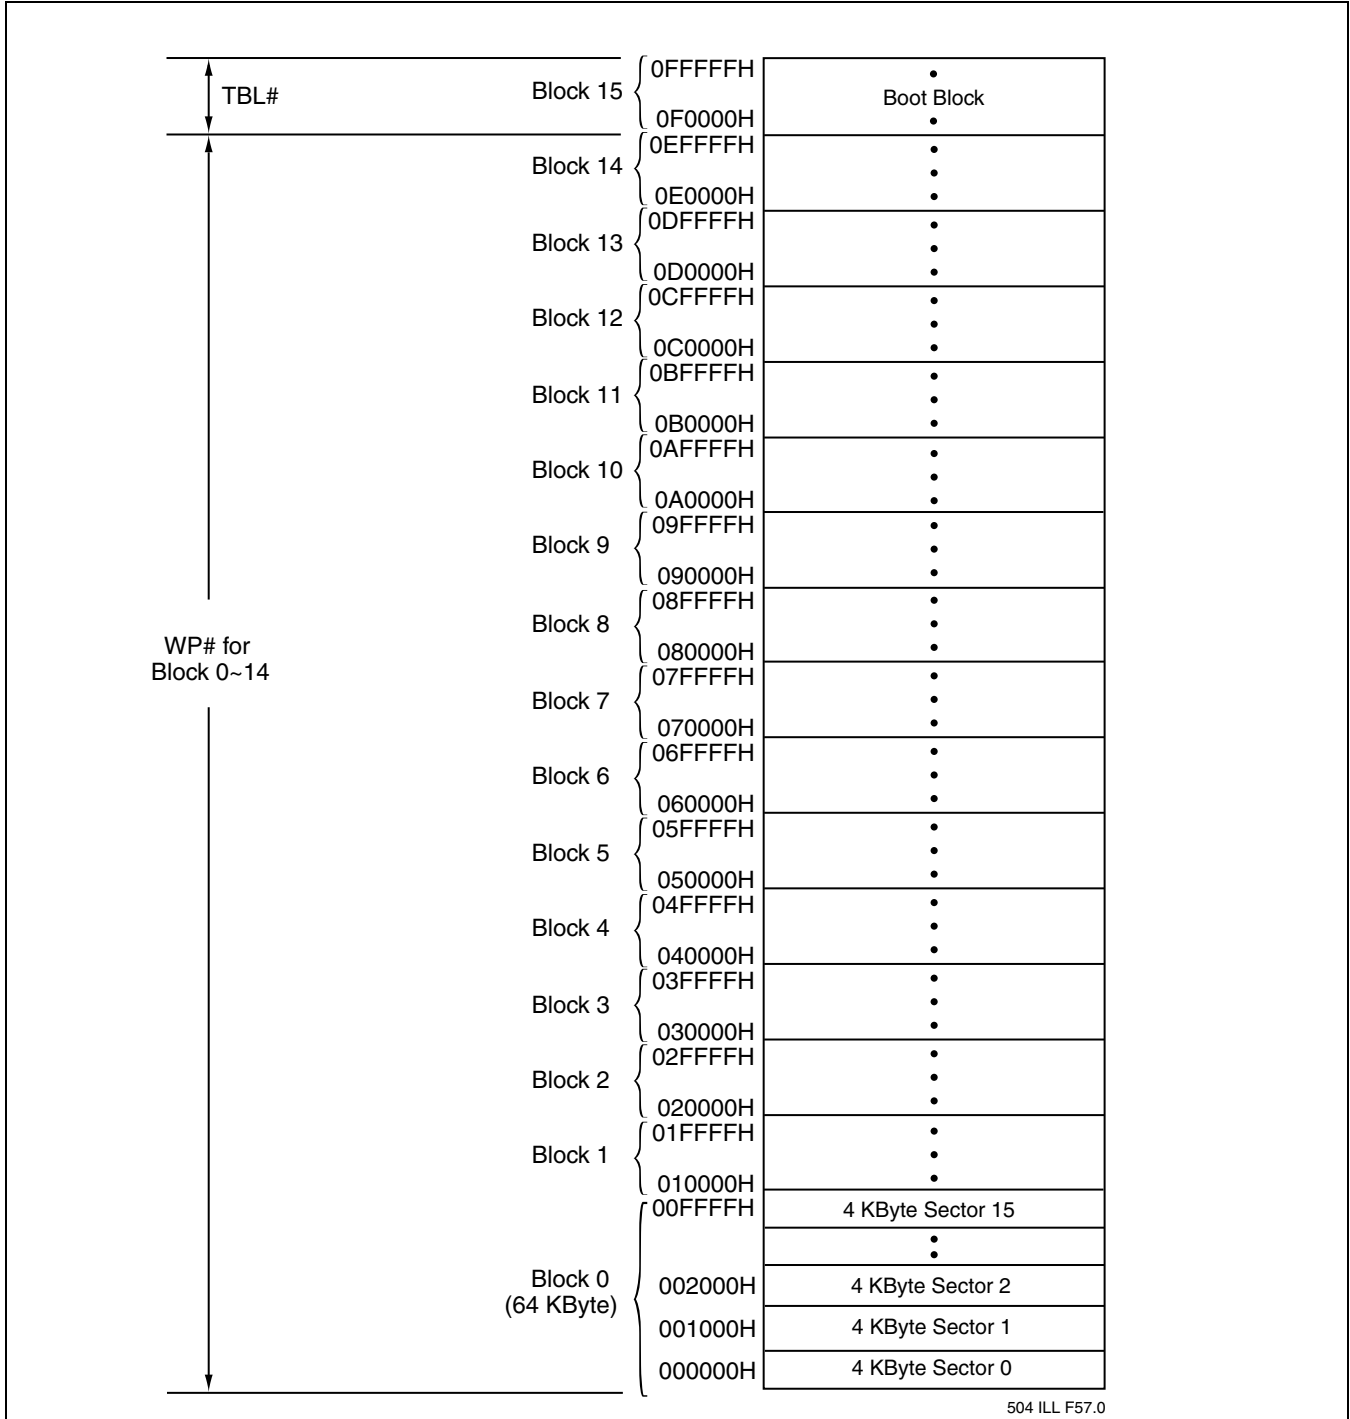 0FFFFFH
TBL#
Block 15
Boot Block
0F0000H
0EFFFFH
Block 14
0E0000H
0DFFFFH
Block 13
0D0000H
0CFFFFH
Block 12
0C0000H
0BFFFFH
Block 11
0B0000H
0AFFFFH
Block 10
0A0000H
09FFFFH
Block 9
090000H
08FFFFH
Block 8
WP# for
Block 0~14
080000H
07FFFFH
Block 7
070000H
06FFFFH
Block 6
060000H
05FFFFH
Block 5
050000H
04FFFFH
Block 4
040000H
03FFFFH
Block 3
030000H
02FFFFH
Block 2
020000H
01FFFFH
Block 1
010000H
00FFFFH
4 KByte Sector 15
Block 0
(64 KByte)
002000H
4 KByte Sector 2
001000H
4 KByte Sector 1
000000H
4 KByte Sector 0
504 ILL F57.0